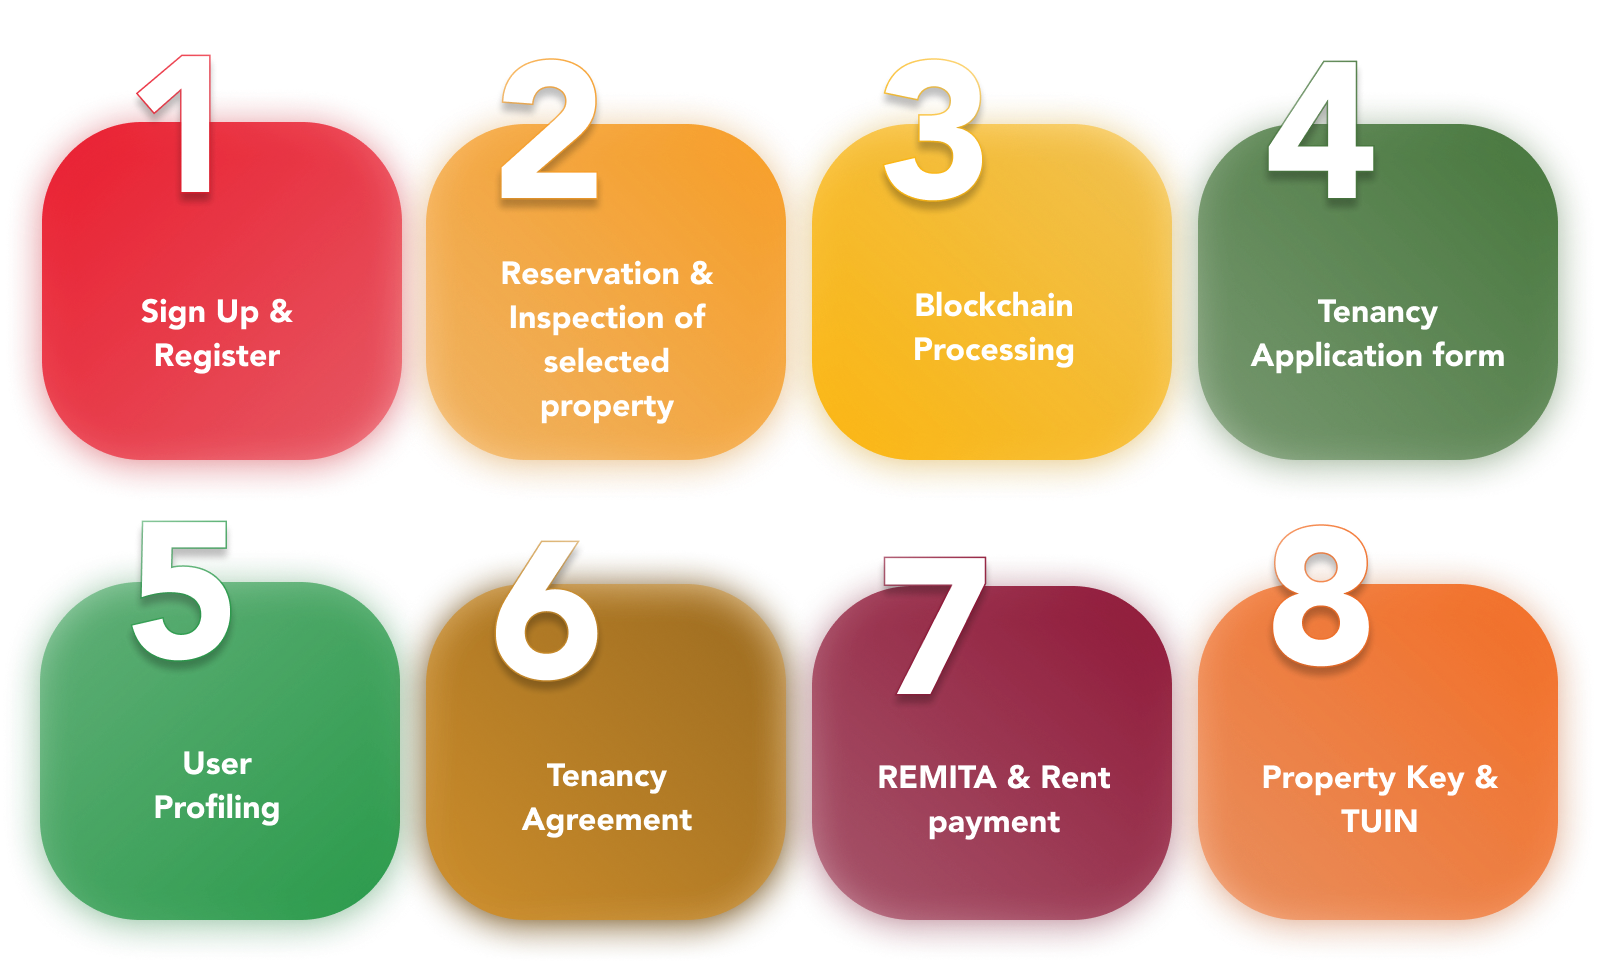 1
Sign Up &
Register
2
Reservation &
Inspection of
selected
property
3
Blockchain
Processing
4
Tenancy
Application form
5
User
Profiling
6
Tenancy
Agreement
7
REMITA & Rent
payment
8
Property Key &
TUIN